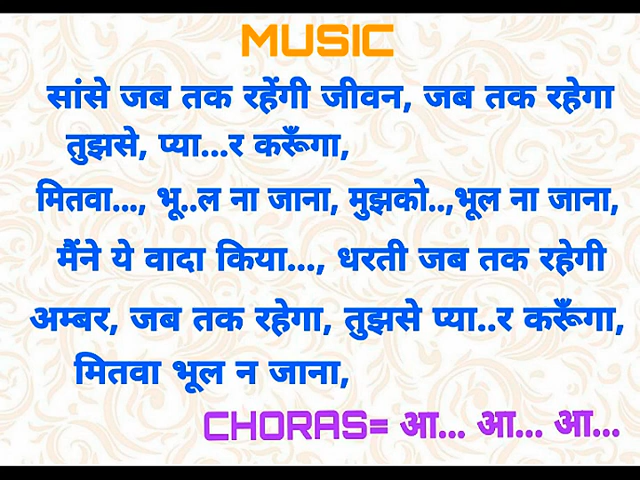 MUSIC
सांसे जब तक रहेंगी जीवन, जब तक रहेगा
तुझसे, प्या...र करूँगा,
मितवा..., भू..ल ना जाना, मुझको..,भूल ना जाना,
मैंने ये वादा किया..., धरती जब तक रहेगी
अम्बर, जब तक रहेगा, तुझसे प्या..र करूँगा,
मितवा भूल न जाना,
CHORAS= आ... आ... आ...